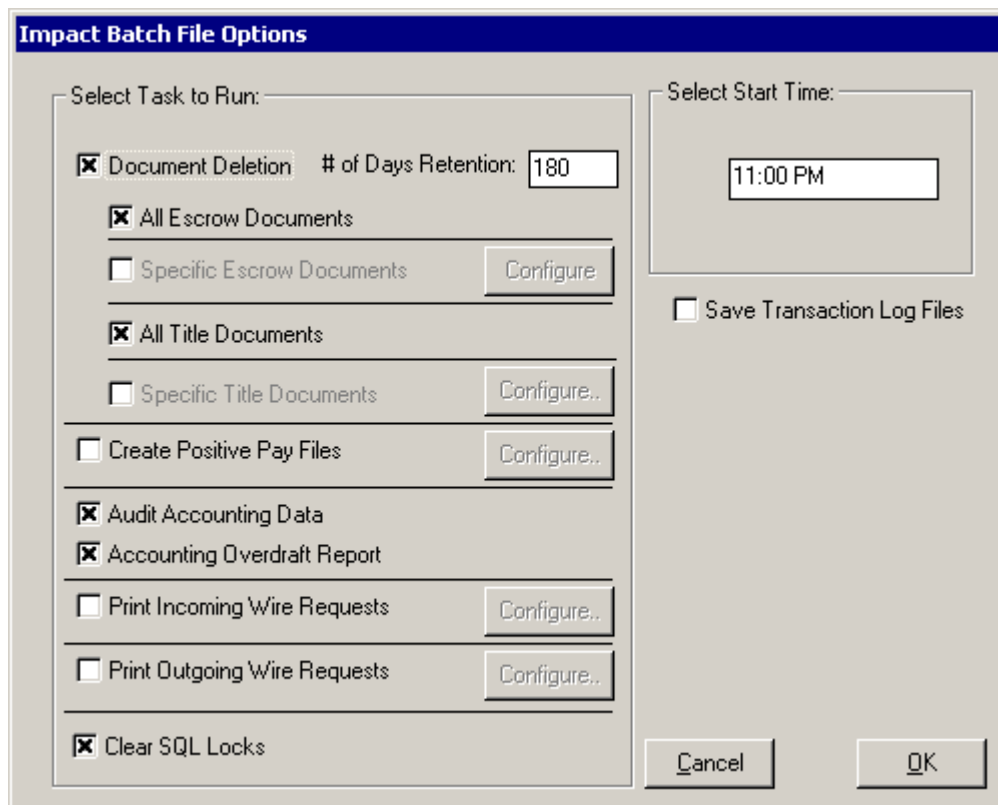 Impact Batch File Options
Select Task to Run:
Document Deletion # of Days Retention: 180
All Escrow Documents
Specific Escrow Documents Configure
All Title Documents
Specific Title Documents Configure..
Create Positive Pay Files Configure..
Audit Accounting Data
Accounting Overdraft Report
Print Incoming Wire Requests Configure..
Print Outgoing Wire Requests Configure..
Clear SQL Locks
Select Start Time:
11:00 PM
Save Transaction Log Files
Cancel OK